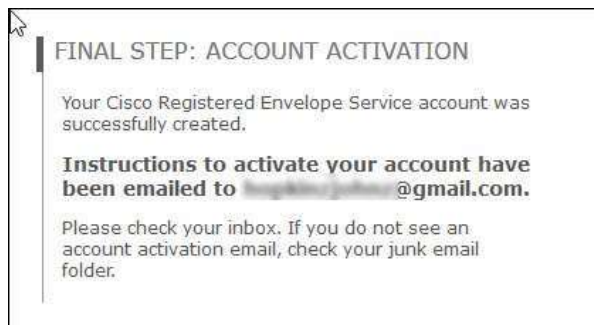 FINAL STEP: ACCOUNT ACTIVATION
Your Cisco Registered Envelope Service account was
successfully created.
Instructions to activate your account have
been emailed to @gmail.com.
Please check your inbox. If you do not see an
account activation email, check your junk email
folder.